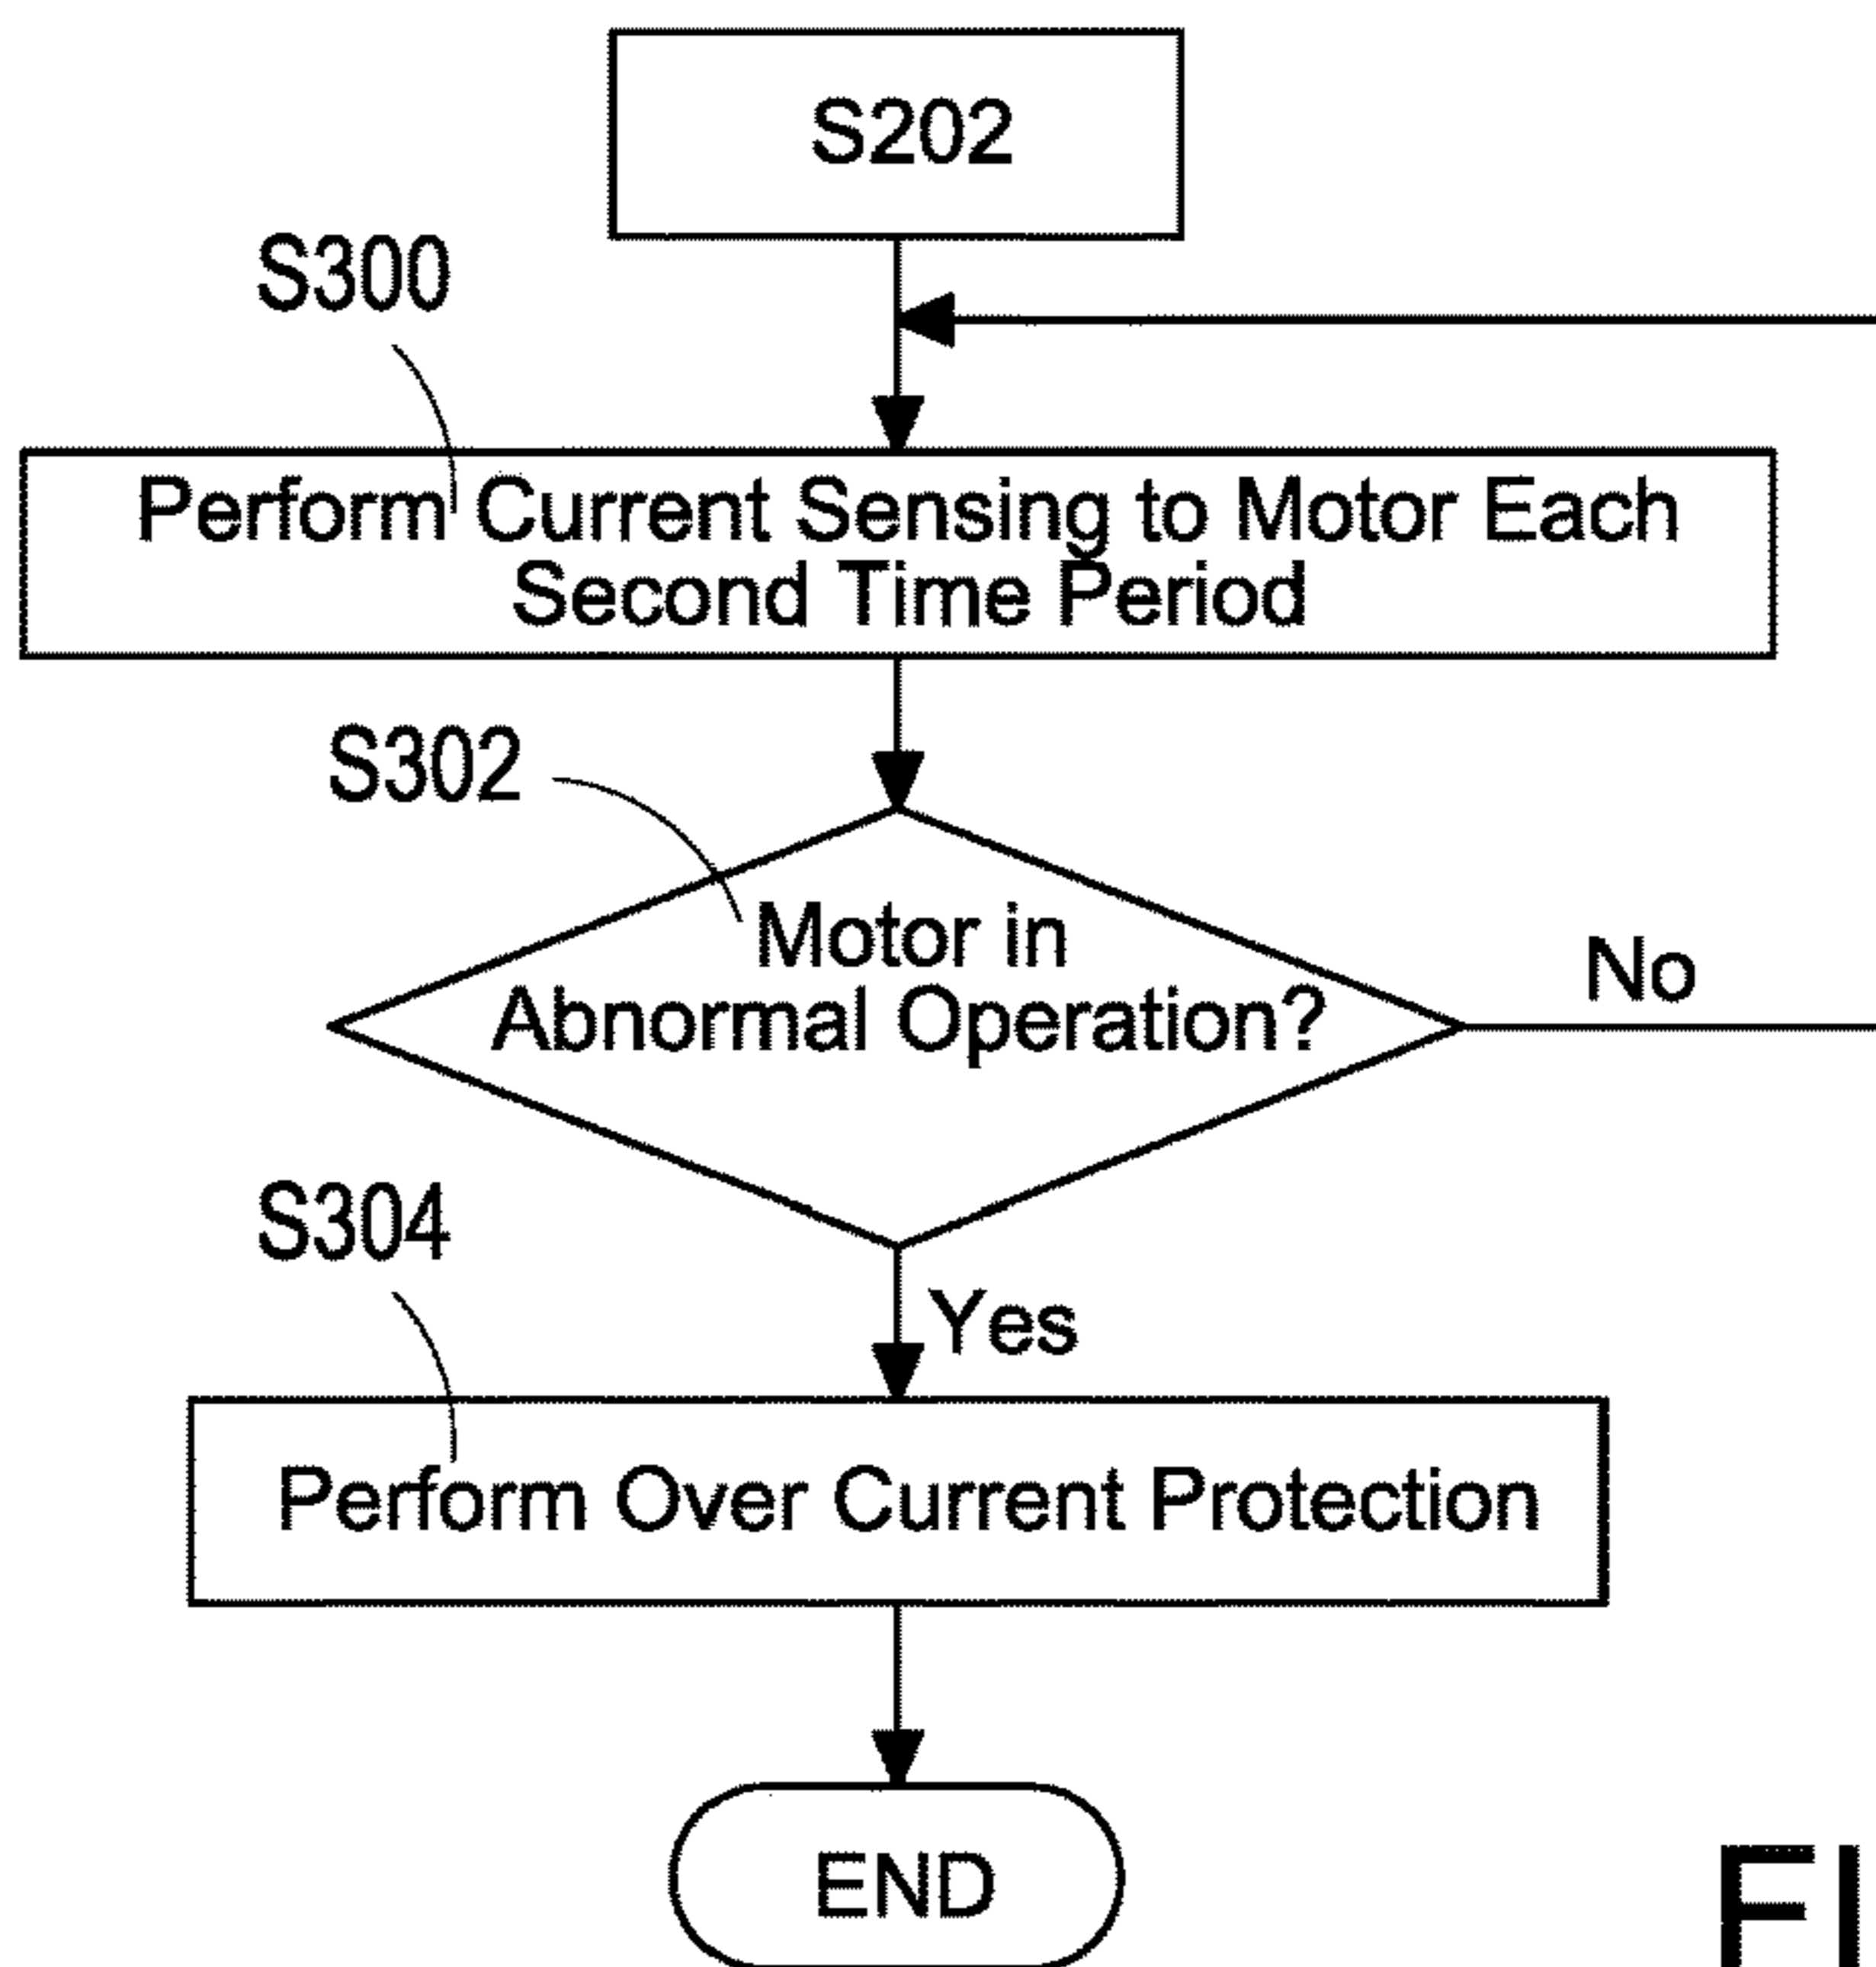 S202
S300
Perform Current Sensing to Motor Each
Second Time Period
S302
Motor in
Abnormal Operation?
No
S304
Yes
Perform Over Current Protection
END
FI